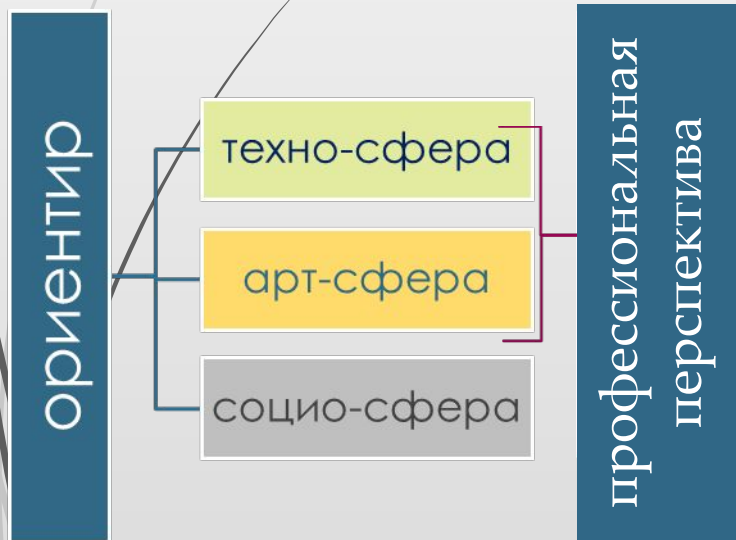 ориентир
техно-сфера
арт-сфера
социо-сфера
профессиональная
перспектива